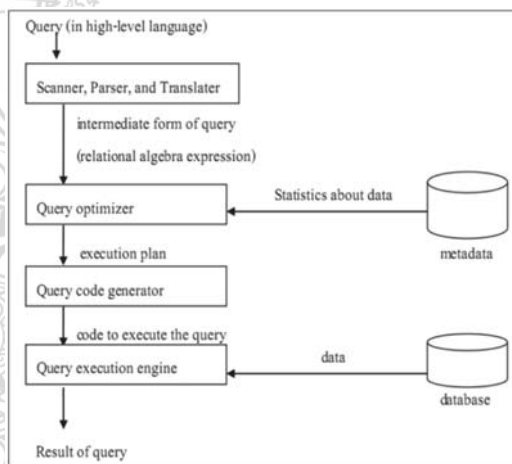 Query (in high-level language)
Scanner, Parser, and Translater
intermediate form of query
(relational algebra expression)
Statistics about data
Query optimizer
metadata
execution plan
Query code generator
code to execute the query
data
Query execution engine
database
Result of query